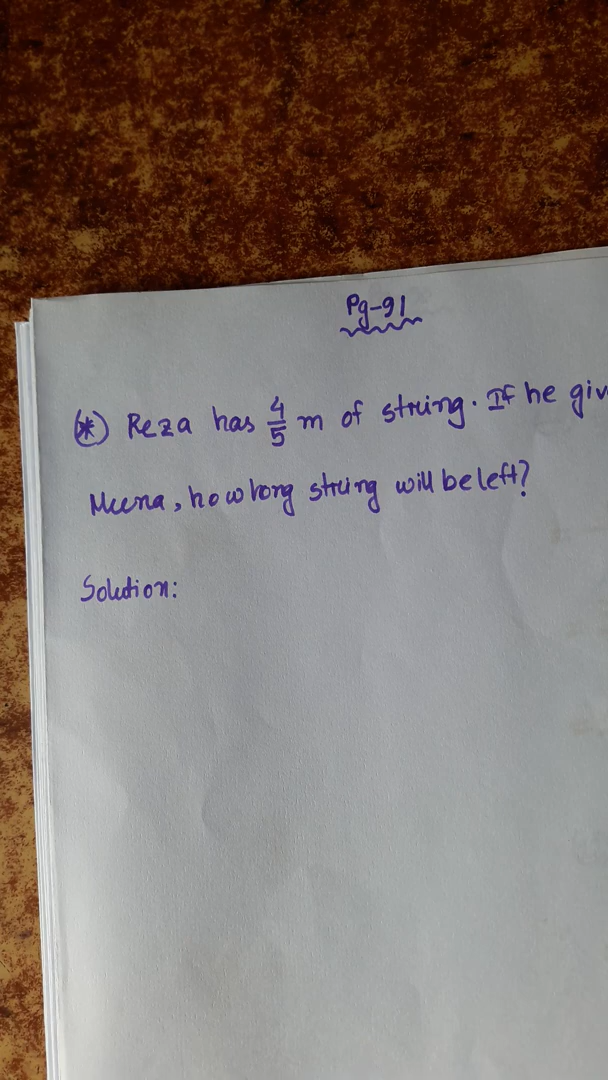 Pg-91
(*) Reza has 4/5 m of string. If he giv
Meena, how long string will be left?
Solution: